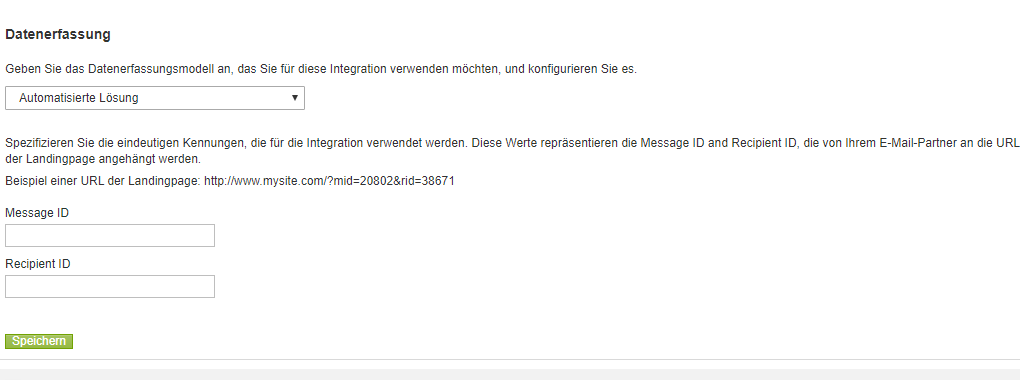 Datenerfassung
Geben Sie das Datenerfassungsmodell an, das Sie für diese Integration verwenden möchten, und konfigurieren Sie es.
Automatisierte Lösung
Spezifizieren Sie die eindeutigen Kennungen, die für die Integration verwendet werden. Diese Werte repräsentieren die Message ID and Recipient ID, die von Ihrem E-Mail-Partner an die URL
der Landingpage angehängt werden.
Beispiel einer URL der Landingpage: http://www.mysite.com/?mid=20802&rid=38671
Message ID
Recipient ID
Speichern